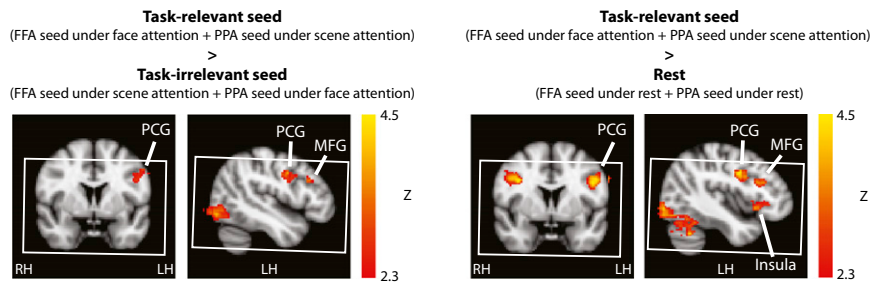 Task-relevant seed
(FFA seed under face attention + PPA seed under scene attention)
>
Task-irrelevant seed
(FFA seed under scene attention + PPA seed under face attention)
PCG
RH
LH
PCG
MFG
LH
4.5
Z
2.3
Task-relevant seed
(FFA seed under face attention + PPA seed under scene attention)
>
Rest
(FFA seed under rest + PPA seed under rest)
PCG
RH
LH
PCG
MFG
Insula
LH
4.5
Z
2.3